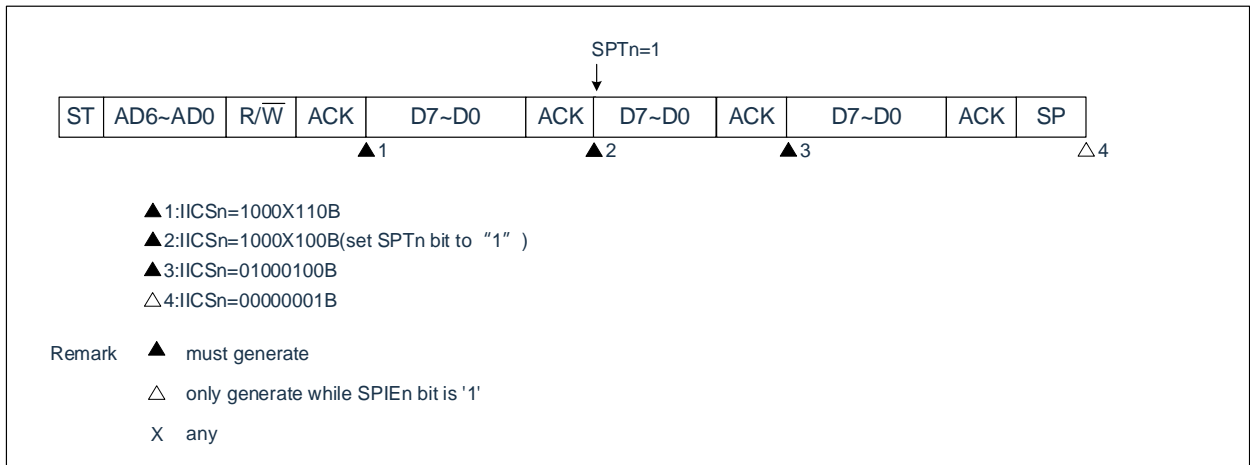 SPTn=1
ST AD6~AD0 R/W̅ ACK D7~D0 ACK D7~D0 ACK D7~D0 ACK SP
▲1 ▲2 ▲3 △4
▲1:IICSn=1000X110B
▲2:IICSn=1000X100B(set SPTn bit to “1” )
▲3:IICSn=01000100B
△4:IICSn=00000001B
Remark ▲ must generate
△ only generate while SPIEn bit is '1'
X any